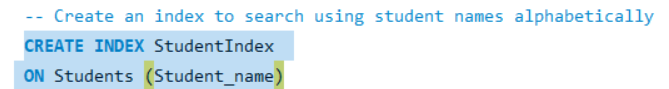 -- Create an index to search using student names alphabetically
CREATE INDEX StudentIndex
ON Students (Student_name)